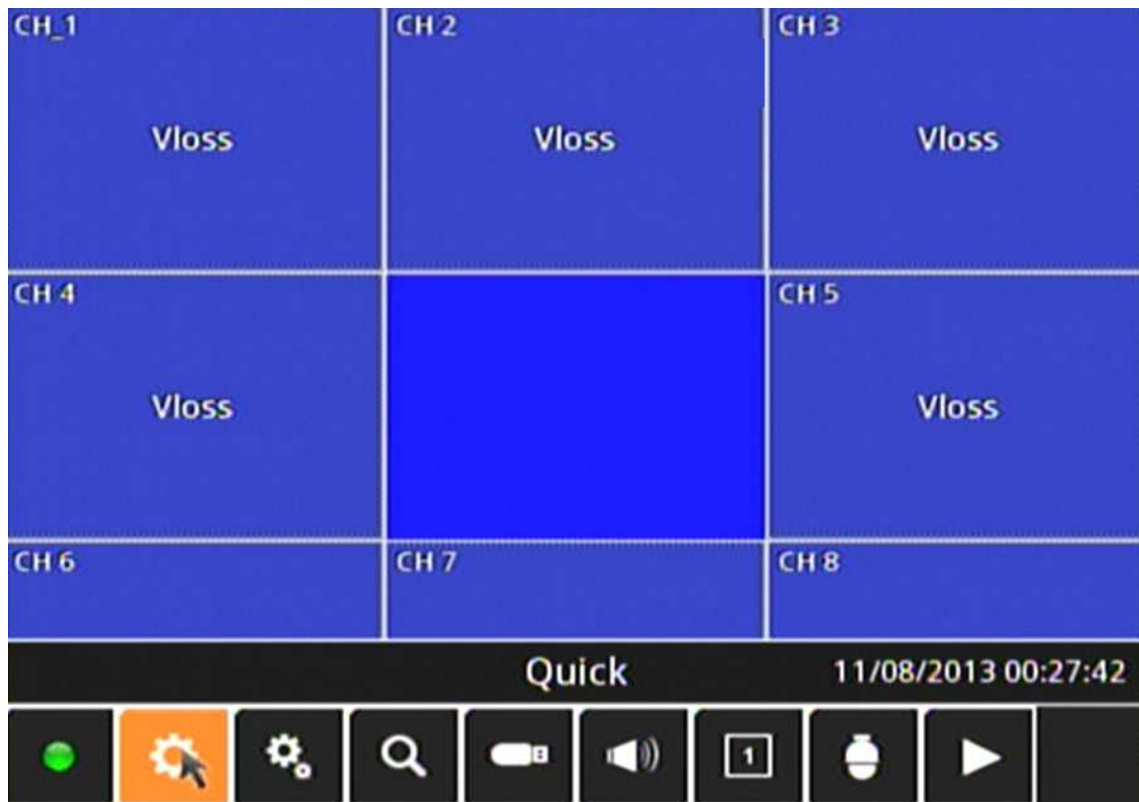 CH_1 CH 2 CH 3
Vloss Vloss Vloss
CH 4 CH 5
Vloss Vloss
CH 6 CH 7 CH 8
Quick 11/08/2013 00:27:42
1